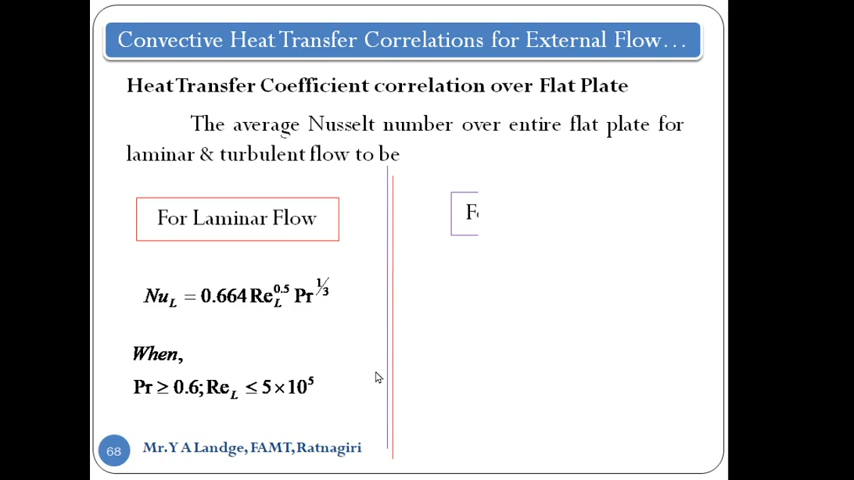 Convective Heat Transfer Correlations for External Flow…
Heat Transfer Coefficient correlation over Flat Plate
The average Nusselt number over entire flat plate for
laminar & turbulent flow to be
For Laminar Flow
Nu_L = 0.664 Re_L^0.5 Pr^1/3
When,
Pr ≥ 0.6; Re_L ≤ 5 × 10^5
68
Mr.Y A Landge, FAMT, Ratnagiri